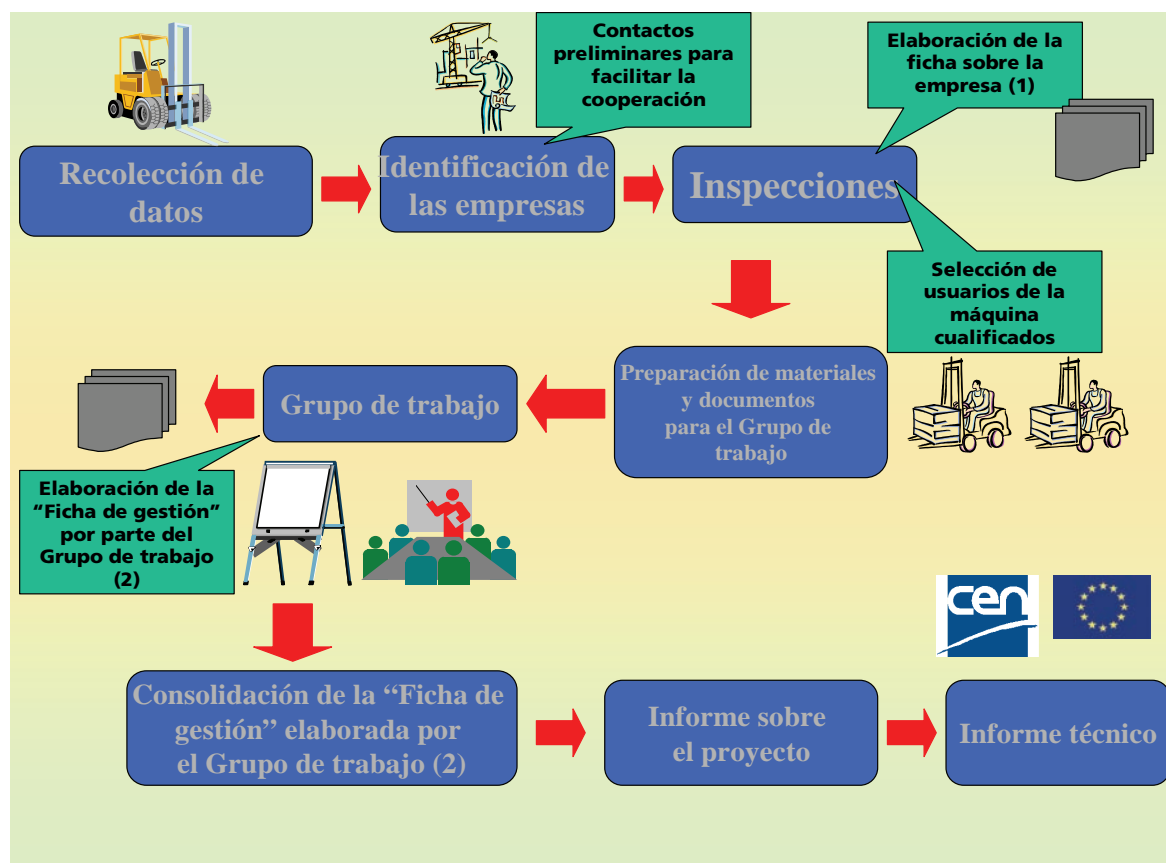 Contactos
preliminares para
facilitar la
cooperación
Elaboración de la
ficha sobre la
empresa (1)
Recolección de
datos
Identificación de
las empresas
Inspecciones
Selección de
usuarios de la
máquina
cualificados
Preparación de materiales
y documentos
para el Grupo de
trabajo
Grupo de trabajo
Elaboración de la
“Ficha de gestión”
por parte del
Grupo de trabajo
(2)
cen
Consolidación de la “Ficha de
gestión” elaborada por
el Grupo de trabajo (2)
Informe sobre
el proyecto
Informe técnico